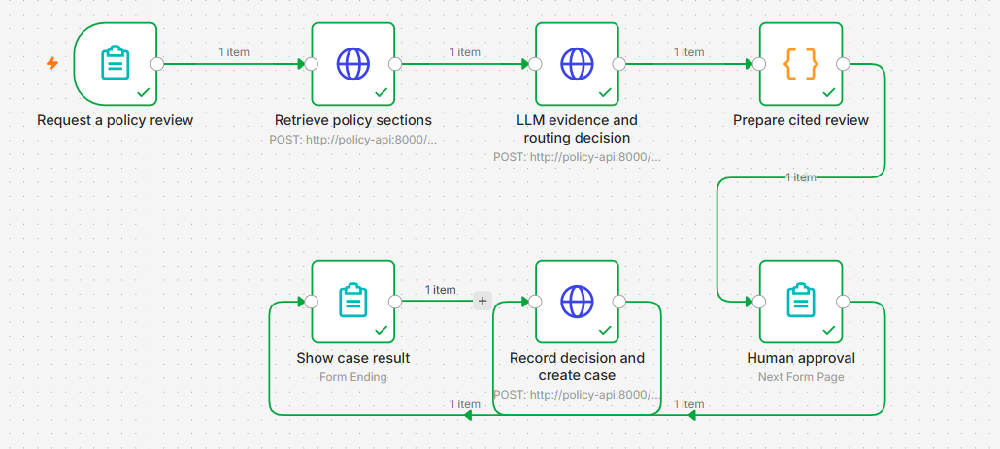 1 item
1 item
1 item
Request a policy review
Retrieve policy sections
POST: http://policy-api:8000/...
LLM evidence and
routing decision
POST: http://policy-api:8000/...
Prepare cited review
1 item
1 item
Show case result
Form Ending
Record decision and
create case
POST: http://policy-api:8000/...
Human approval
Next Form Page
1 item
1 item